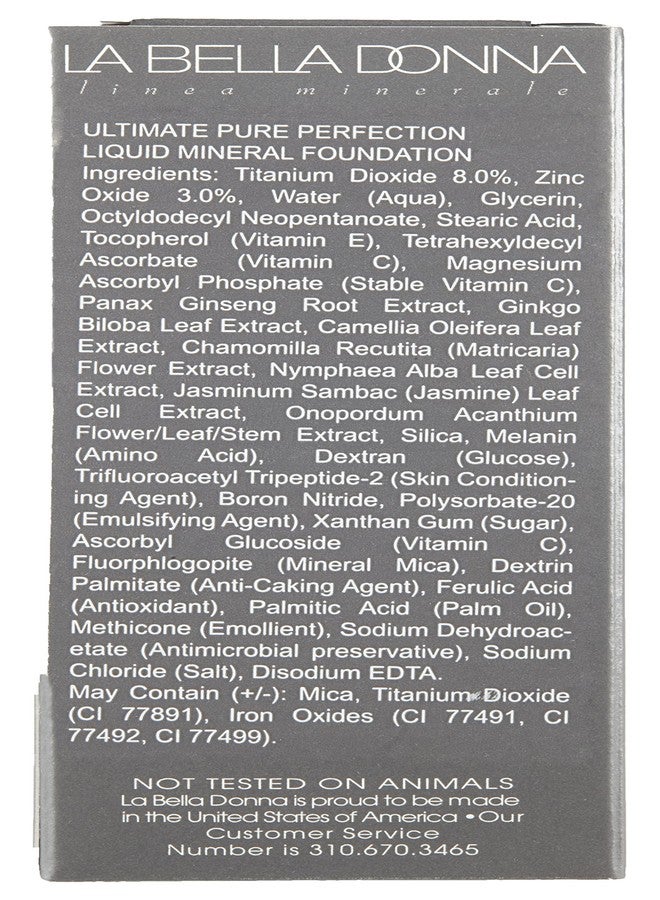 LA BELLA DONNA
linea minerale
ULTIMATE PURE PERFECTION
LIQUID MINERAL FOUNDATION
Ingredients: Titanium Dioxide 8.0%, Zinc
Oxide 3.0%, Water (Aqua), Glycerin,
Octyldodecyl Neopentanoate, Stearic Acid,
Tocopherol (Vitamin E), Tetrahexyldecyl
Ascorbate (Vitamin C), Magnesium
Ascorbyl Phosphate (Stable Vitamin C),
Panax Ginseng Root Extract, Ginkgo
Biloba Leaf Extract, Camellia Oleifera Leaf
Extract, Chamomilla Recutita (Matricaria)
Flower Extract, Nymphaea Alba Leaf Cell
Extract, Jasminum Sambac (Jasmine) Leaf
Cell Extract, Onopordum Acanthium
Flower/Leaf/Stem Extract, Silica, Melanin
(Amino Acid), Dextran (Glucose),
Trifluoroacetyl Tripeptide-2 (Skin Condition-
ing Agent), Boron Nitride, Polysorbate-20
(Emulsifying Agent), Xanthan Gum (Sugar),
Ascorbyl Glucoside (Vitamin C),
Fluorphlogopite (Mineral Mica), Dextrin
Palmitate (Anti-Caking Agent), Ferulic Acid
(Antioxidant), Palmitic Acid (Palm Oil),
Methicone (Emollient), Sodium Dehydroac-
etate (Antimicrobial preservative), Sodium
Chloride (Salt), Disodium EDTA.
May Contain (+/-): Mica, Titanium Dioxide
(CI 77891), Iron Oxides (CI 77491, CI
77492, CI 77499).
NOT TESTED ON ANIMALS
La Bella Donna is proud to be made
in the United States of America • Our
Customer Service
Number is 310.670.3465